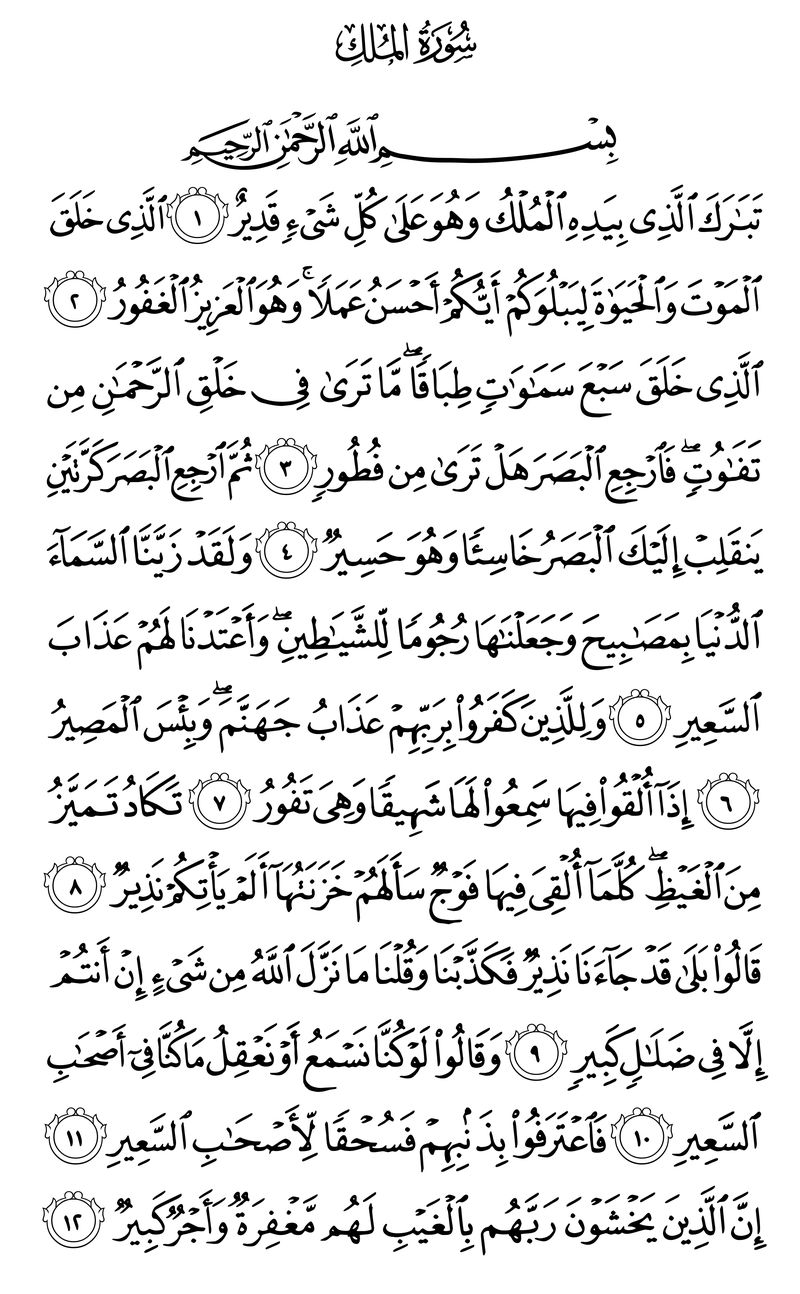 سُورَةُ المُلكِ
بِسۡمِ ٱللَّهِ ٱلرَّحۡمَٰنِ ٱلرَّحِيمِ
تَبَٰرَكَ ٱلَّذِي بِيَدِهِ ٱلۡمُلۡكُ وَهُوَ عَلَىٰ كُلِّ شَيۡءٖ قَدِيرٌ ١ ٱلَّذِي خَلَقَ
ٱلۡمَوۡتَ وَٱلۡحَيَوٰةَ لِيَبۡلُوَكُمۡ أَيُّكُمۡ أَحۡسَنُ عَمَلٗاۚ وَهُوَ ٱلۡعَزِيزُ ٱلۡغَفُورُ ٢
ٱلَّذِي خَلَقَ سَبۡعَ سَمَٰوَٰتٖ طِبَاقٗاۖ مَّا تَرَىٰ فِي خَلۡقِ ٱلرَّحۡمَٰنِ مِن
تَفَٰوُتٖۖ فَٱرۡجِعِ ٱلۡبَصَرَ هَلۡ تَرَىٰ مِن فُطُورٖ ٣ ثُمَّ ٱرۡجِعِ ٱلۡبَصَرَ كَرَّتَيۡنِ
يَنقَلِبۡ إِلَيۡكَ ٱلۡبَصَرُ خَاسِئٗا وَهُوَ حَسِيرٞ ٤ وَلَقَدۡ زَيَّنَّا ٱلسَّمَآءَ
ٱلدُّنۡيَا بِمَصَٰبِيحَ وَجَعَلۡنَٰهَا رُجُومٗا لِّلشَّيَٰطِينِۖ وَأَعۡتَدۡنَا لَهُمۡ عَذَابَ
ٱلسَّعِيرِ ٥ وَلِلَّذِينَ كَفَرُواْ بِرَبِّهِمۡ عَذَابُ جَهَنَّمَۖ وَبِئۡسَ ٱلۡمَصِيرُ
٦ إِذَآ أُلۡقُواْ فِيهَا سَمِعُواْ لَهَا شَهِيقٗا وَهِيَ تَفُورُ ٧ تَكَادُ تَمَيَّزُ
مِنَ ٱلۡغَيۡظِۖ كُلَّمَآ أُلۡقِيَ فِيهَا فَوۡجٞ سَأَلَهُمۡ خَزَنَتُهَآ أَلَمۡ يَأۡتِكُمۡ نَذِيرٞ ٨
قَالُواْ بَلَىٰ قَدۡ جَآءَنَا نَذِيرٞ فَكَذَّبۡنَا وَقُلۡنَا مَا نَزَّلَ ٱللَّهُ مِن شَيۡءٍ إِنۡ أَنتُمۡ
إِلَّا فِي ضَلَٰلٖ كَبِيرٖ ٩ وَقَالُواْ لَوۡ كُنَّا نَسۡمَعُ أَوۡ نَعۡقِلُ مَا كُنَّا فِيٓ أَصۡحَٰبِ
ٱلسَّعِيرِ ١٠ فَٱعۡتَرَفُواْ بِذَنۢبِهِمۡ فَسُحۡقٗا لِّأَصۡحَٰبِ ٱلسَّعِيرِ ١١
إِنَّ ٱلَّذِينَ يَخۡشَوۡنَ رَبَّهُم بِٱلۡغَيۡبِ لَهُم مَّغۡفِرَةٞ وَأَجۡرٞ كَبِيرٞ ١٢